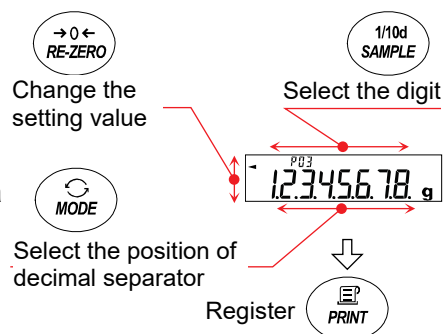 →0←
RE-ZERO
1/10d
SAMPLE
Change the
setting value
Select the digit
P03
1.2.3.4.5.6.7.8. g
MODE
Select the position of
decimal separator
Register
PRINT